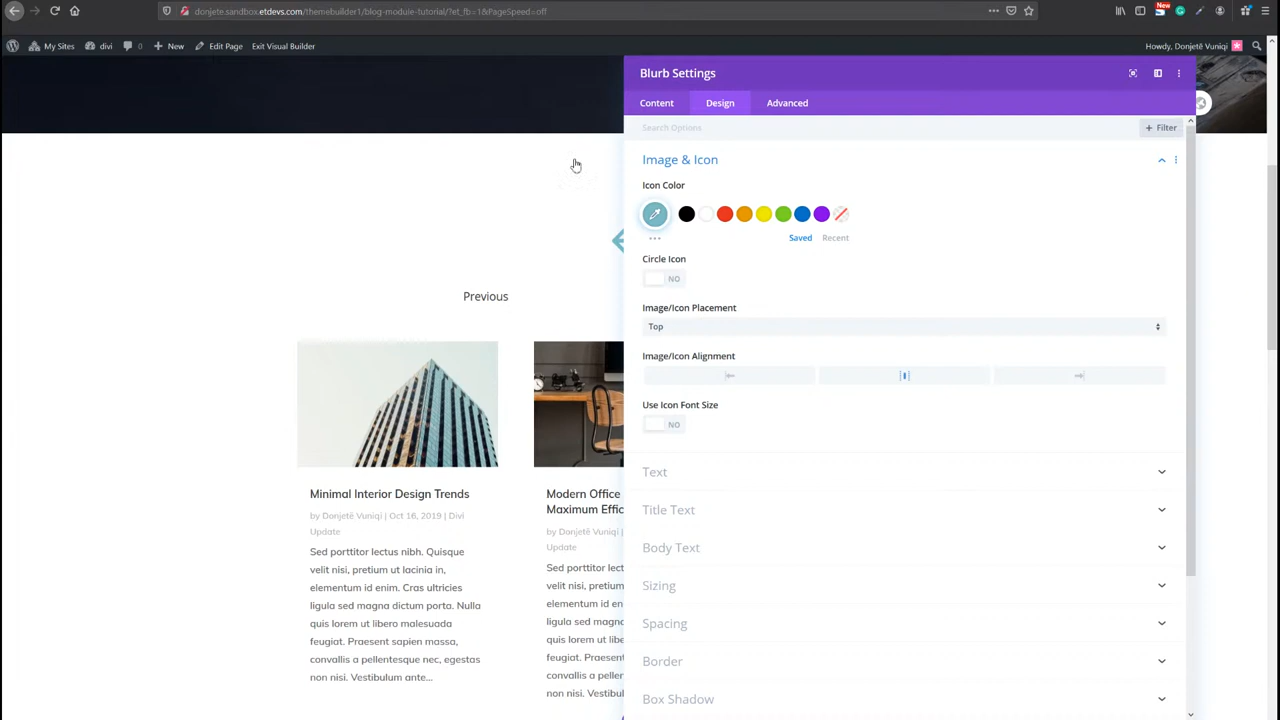 donjete.sandbox.etdevs.com/themebuilder1/blog-module-tutorial/?et_fb=1&PageSpeed=off
New
My Sites
divi
0
New
Edit Page
Exit Visual Builder
Howdy, Donjetë Vuniqi
Blurb Settings
Content
Design
Advanced
Search Options
+ Filter
Image & Icon
Icon Color
Saved
Recent
Circle Icon
NO
Image/Icon Placement
Top
Image/Icon Alignment
Use Icon Font Size
NO
Text
Title Text
Body Text
Sizing
Spacing
Border
Box Shadow
Previous
Minimal Interior Design Trends
by Donjetë Vuniqi | Oct 16, 2019 | Divi
Update
Sed porttitor lectus nibh. Quisque
velit nisi, pretium ut lacinia in,
elementum id enim. Cras ultricies
ligula sed magna dictum porta. Nulla
quis lorem ut libero malesuada
feugiat. Praesent sapien massa,
convallis a pellentesque nec, egestas
non nisi. Vestibulum ante...
Modern Office
Maximum Effic
by Donjetë Vuniqi |
Update
Sed porttitor lect
velit nisi, pretium
elementum id eni
ligula sed magna
quis lorem ut libe
feugiat. Praesent
convallis a pellen
non nisi. Vestibul